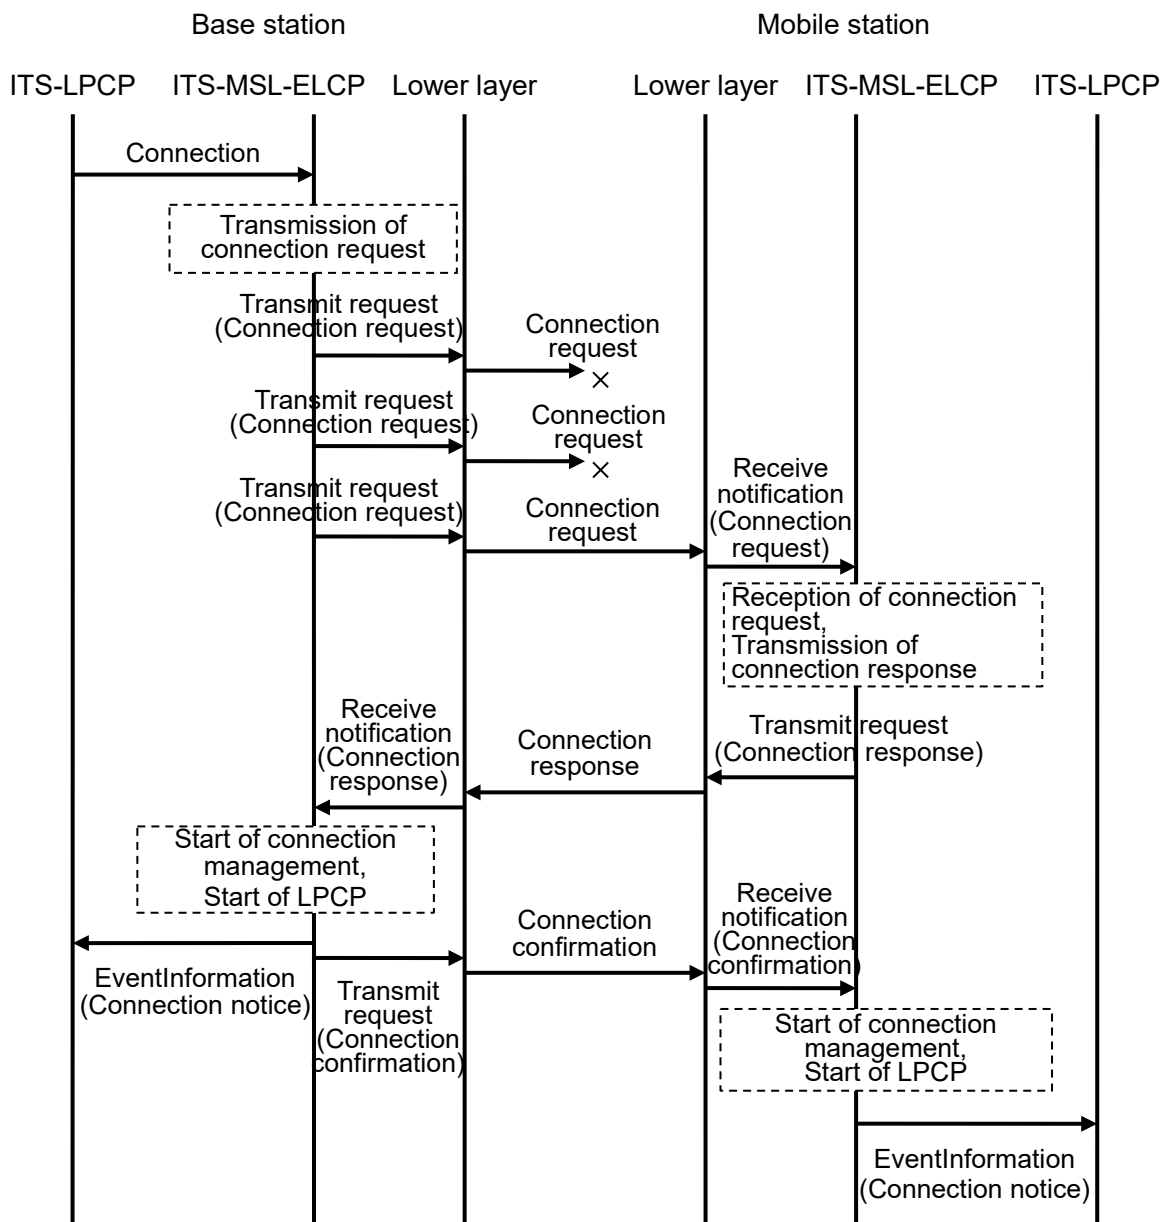 Base station
Mobile station
ITS-LPCP
ITS-MSL-ELCP
Lower layer
Lower layer
ITS-MSL-ELCP
ITS-LPCP
Connection
Transmission of
connection request
Transmit request
(Connection request)
Connection
request
×
Transmit request
(Connection request)
Connection
request
×
Transmit request
(Connection request)
Connection
request
Receive
notification
(Connection
request)
Reception of connection
request,
Transmission of
connection response
Transmit request
(Connection response)
Connection
response
Receive
notification
(Connection
response)
Start of connection
management,
Start of LPCP
EventInformation
(Connection notice)
Transmit
request
(Connection
confirmation)
Connection
confirmation
Receive
notification
(Connection
confirmation)
Start of connection
management,
Start of LPCP
EventInformation
(Connection notice)